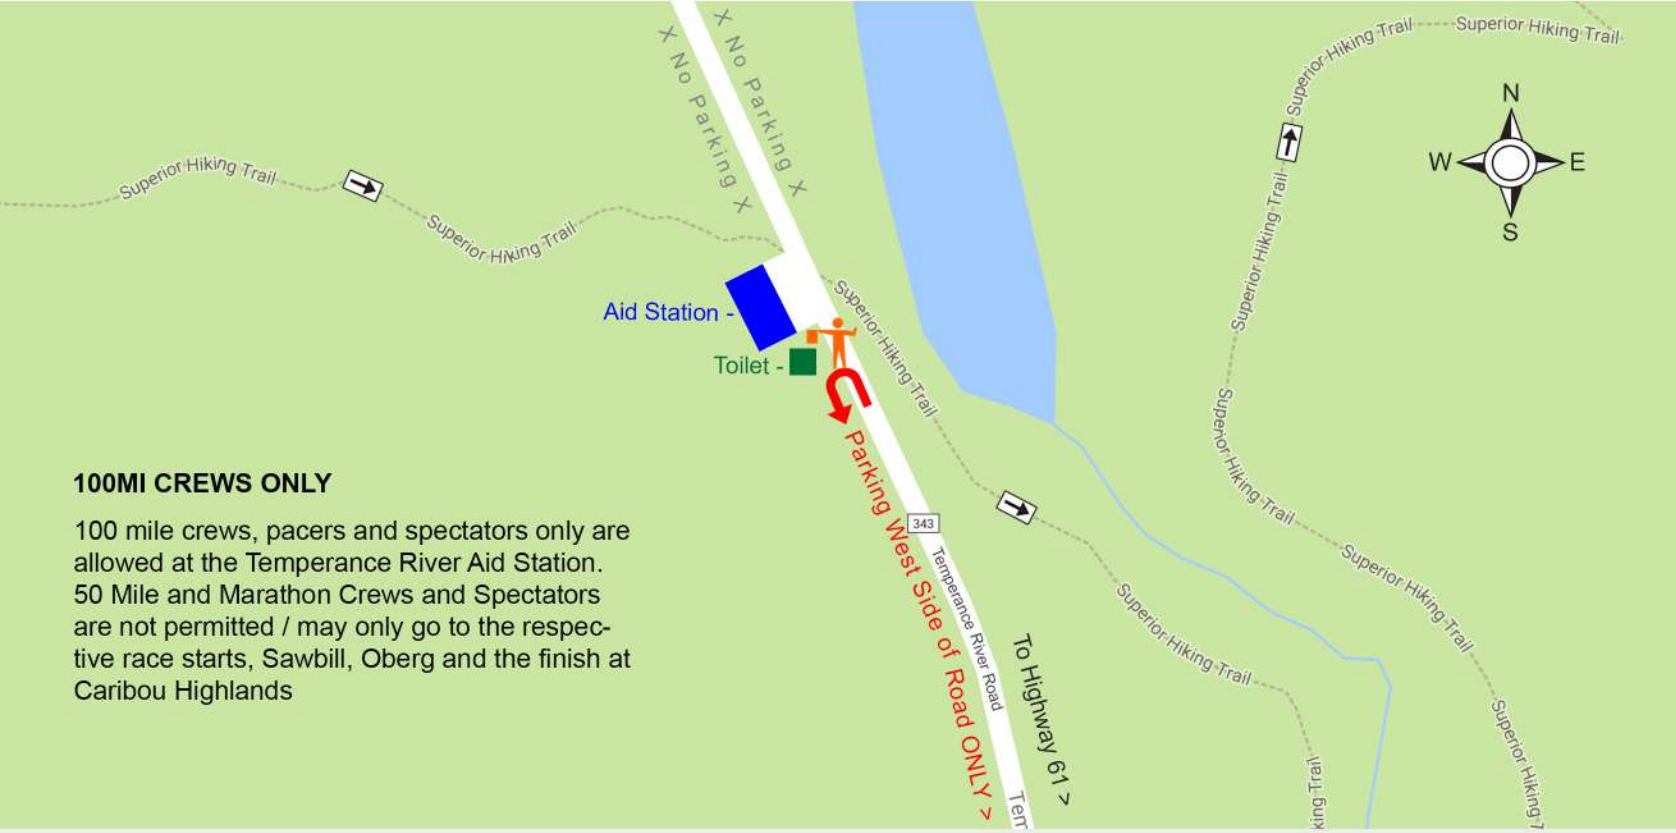 X No Parking X
X No Parking X
Superior Hiking Trail
Superior Hiking Trail
N
W
E
S
Superior Hiking Trail
Superior Hiking Trail
Superior Hiking Trail
Superior Hiking Trail
Superior Hiking Trail
Aid Station -
Toilet -
Superior Hiking Trail
Parking West Side of Road ONLY >
343
Temperance River Road
To Highway 61 >
Tem
Superior Hiking Trail
king Trail
Superior Hiking Trail
Superior Hiking T
100MI CREWS ONLY
100 mile crews, pacers and spectators only are
allowed at the Temperance River Aid Station.
50 Mile and Marathon Crews and Spectators
are not permitted / may only go to the respec-
tive race starts, Sawbill, Oberg and the finish at
Caribou Highlands